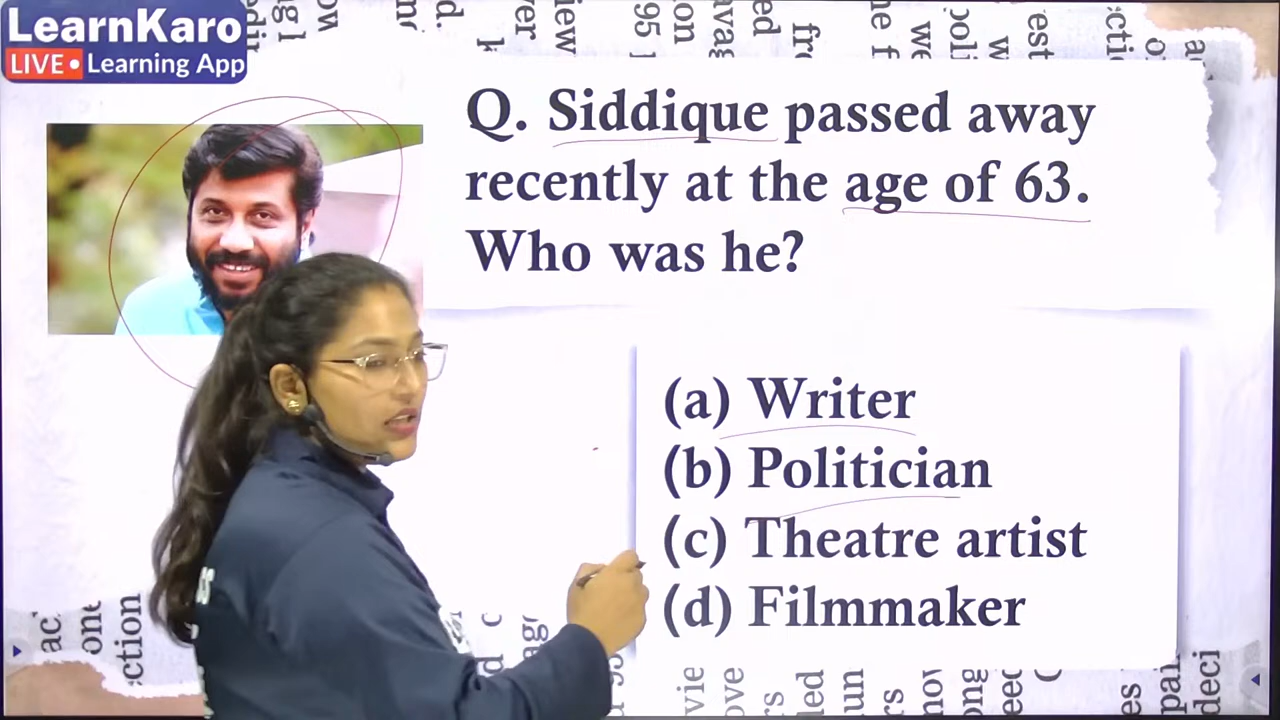 LearnKaro
LIVE • Learning App
Q. Siddique passed away
recently at the age of 63.
Who was he?
(a) Writer
(b) Politician
(c) Theatre artist
(d) Filmmaker